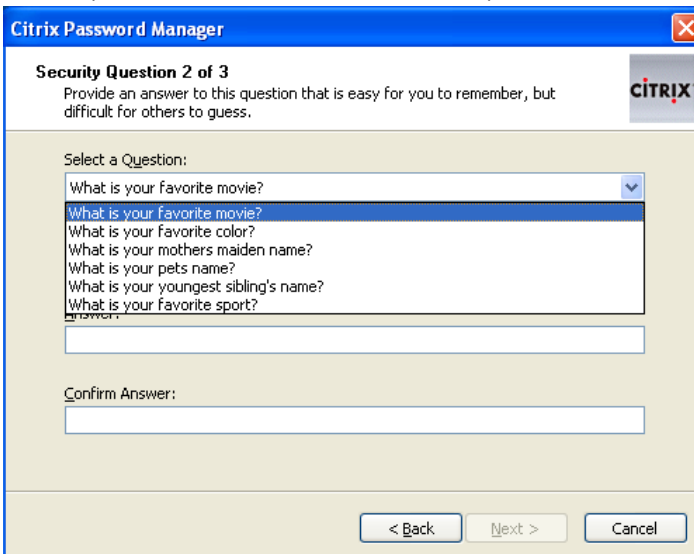 Citrix Password Manager
Security Question 2 of 3
Provide an answer to this question that is easy for you to remember, but
difficult for others to guess.
CITRIX
Select a Question:
What is your favorite movie?
What is your favorite movie?
What is your favorite color?
What is your mothers maiden name?
What is your pets name?
What is your youngest sibling's name?
What is your favorite sport?
Answer:
Confirm Answer:
< Back
Next >
Cancel